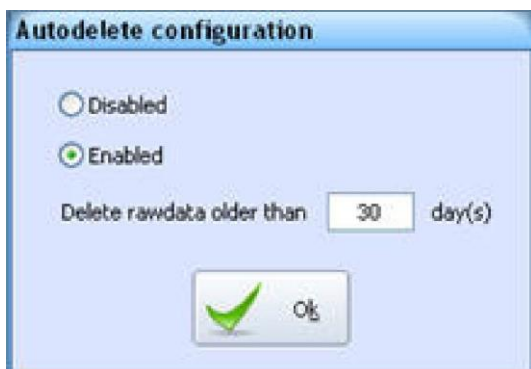 Autodelete configuration
Disabled
Enabled
Delete rawdata older than 30 day(s)
Ok